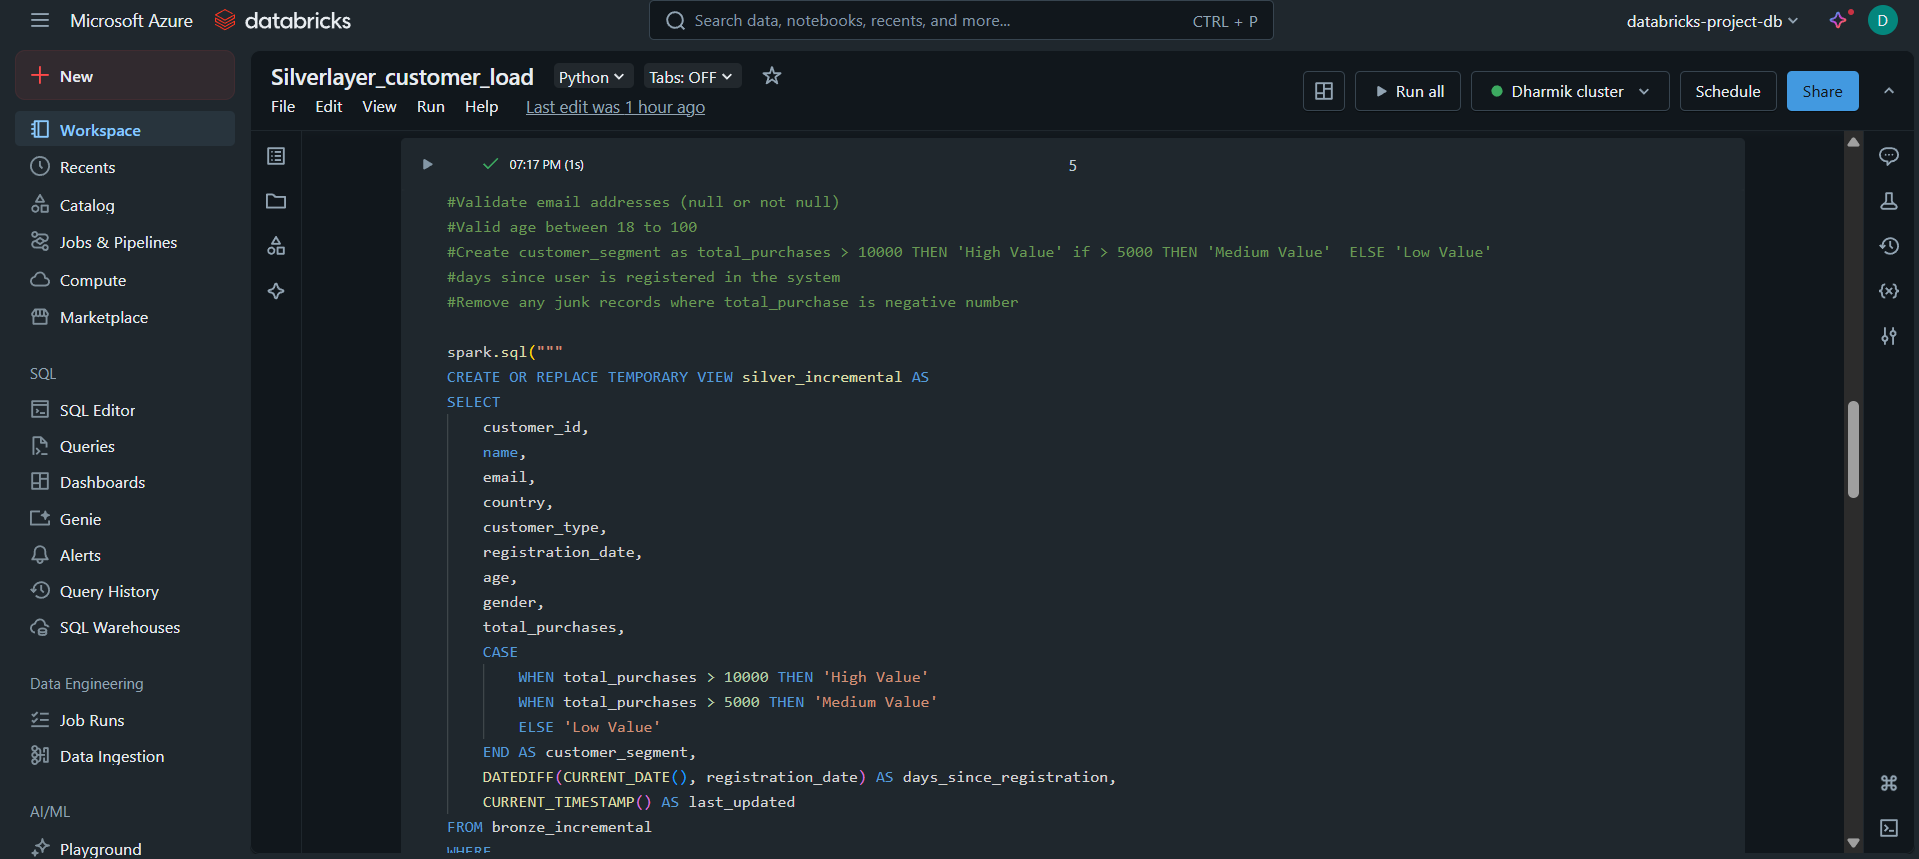 Microsoft Azure
databricks
Search data, notebooks, recents, and more...
CTRL + P
databricks-project-db
D
New
Workspace
Recents
Catalog
Jobs & Pipelines
Compute
Marketplace
SQL
SQL Editor
Queries
Dashboards
Genie
Alerts
Query History
SQL Warehouses
Data Engineering
Job Runs
Data Ingestion
AI/ML
Playground
Silverlayer_customer_load
Python
Tabs: OFF
File Edit View Run Help Last edit was 1 hour ago
Run all
Dharmik cluster
Schedule
Share
07:17 PM (1s)
5
#Validate email addresses (null or not null)
#Valid age between 18 to 100
#Create customer_segment as total_purchases > 10000 THEN 'High Value' if > 5000 THEN 'Medium Value'  ELSE 'Low Value'
#days since user is registered in the system
#Remove any junk records where total_purchase is negative number
spark.sql("""
CREATE OR REPLACE TEMPORARY VIEW silver_incremental AS
SELECT
customer_id,
name,
email,
country,
customer_type,
registration_date,
age,
gender,
total_purchases,
CASE
WHEN total_purchases > 10000 THEN 'High Value'
WHEN total_purchases > 5000 THEN 'Medium Value'
ELSE 'Low Value'
END AS customer_segment,
DATEDIFF(CURRENT_DATE(), registration_date) AS days_since_registration,
CURRENT_TIMESTAMP() AS last_updated
FROM bronze_incremental
WHERE